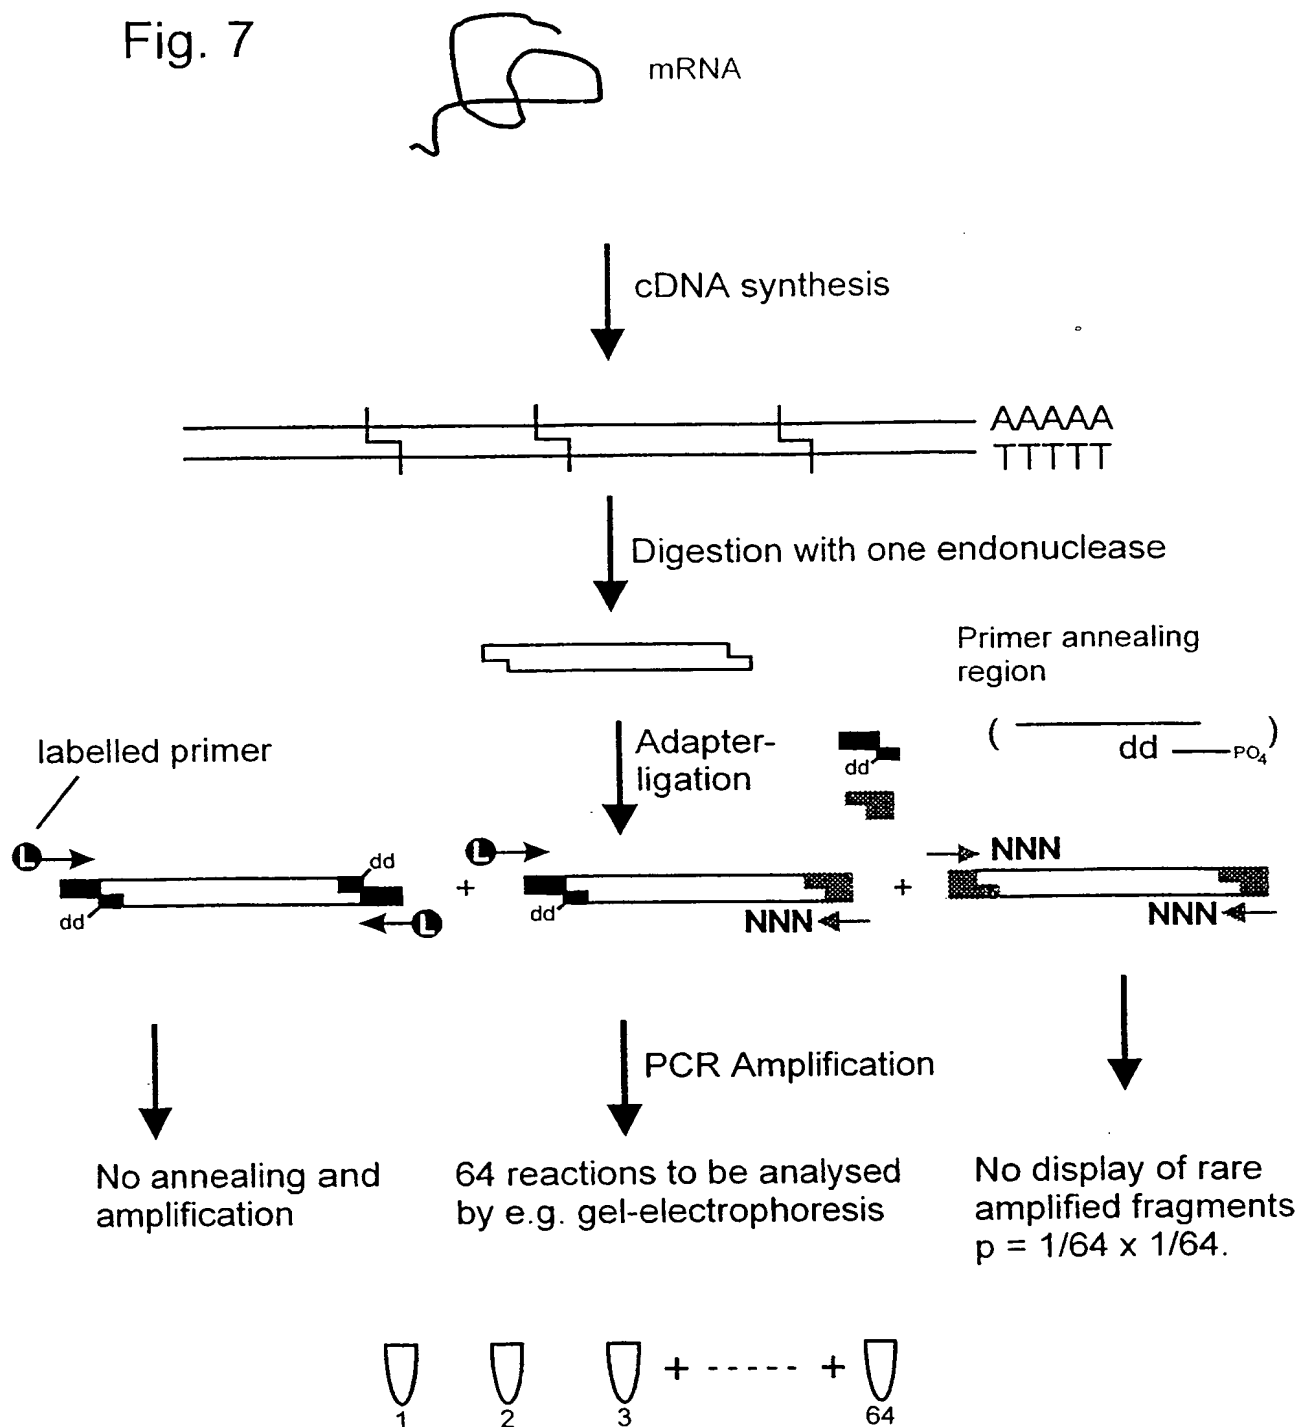 Fig. 7
mRNA
cDNA synthesis
AAAAA
TTTTT
Digestion with one endonuclease
Primer annealing
region
labelled primer
Adapter-
ligation
dd
( dd PO4 )
L
dd
dd
L
+
L
dd
NNN
+
NNN
NNN
PCR Amplification
No annealing and
amplification
64 reactions to be analysed
by e.g. gel-electrophoresis
No display of rare
amplified fragments
p = 1/64 x 1/64.
+ ----- +
1 2 3 64